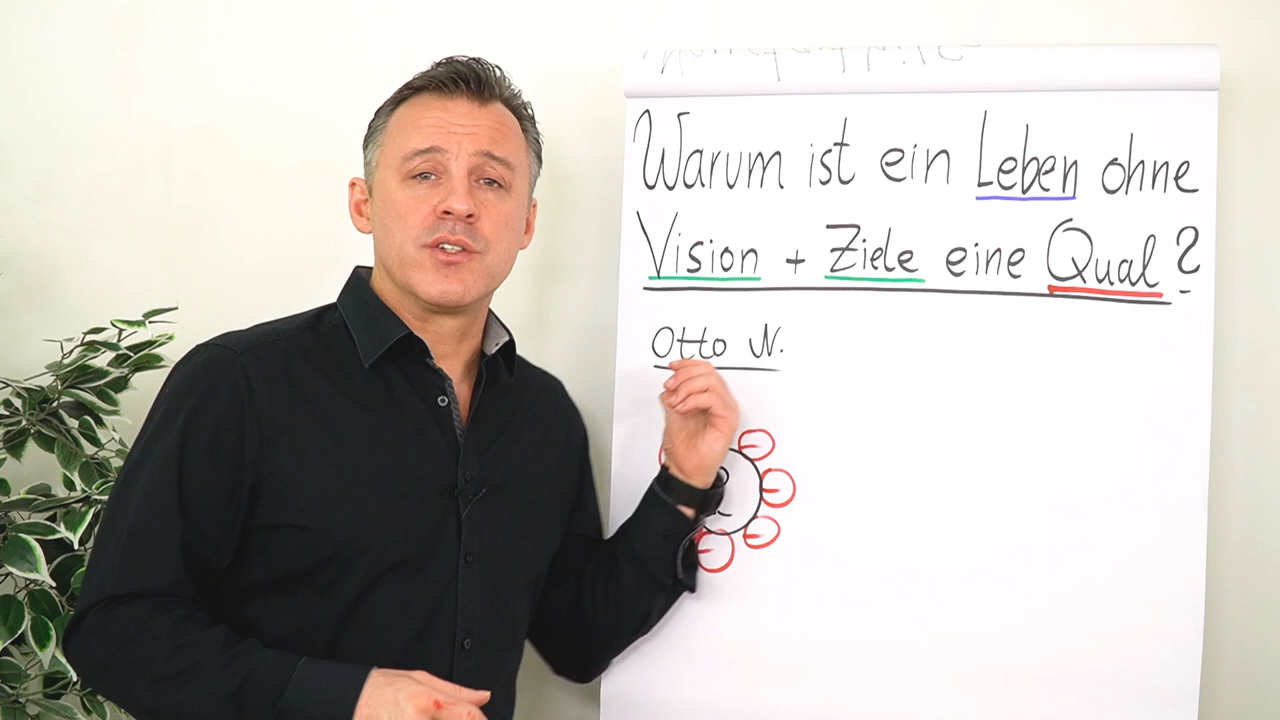 Warum ist ein Leben ohne
Vision + Ziele eine Qual ?
Otto N.